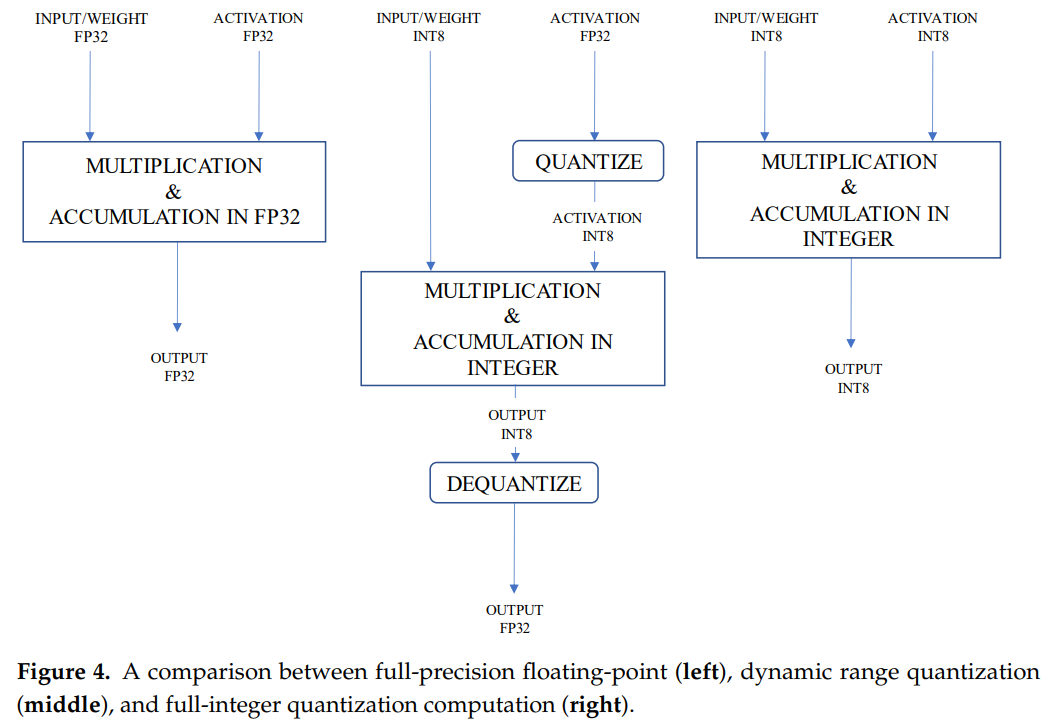 INPUT/WEIGHT
FP32
ACTIVATION
FP32
MULTIPLICATION
&
ACCUMULATION IN FP32
OUTPUT
FP32
INPUT/WEIGHT
INT8
ACTIVATION
FP32
QUANTIZE
ACTIVATION
INT8
MULTIPLICATION
&
ACCUMULATION IN
INTEGER
OUTPUT
INT8
DEQUANTIZE
OUTPUT
FP32
INPUT/WEIGHT
INT8
ACTIVATION
INT8
MULTIPLICATION
&
ACCUMULATION IN
INTEGER
OUTPUT
INT8
Figure 4. A comparison between full-precision floating-point (left), dynamic range quantization
(middle), and full-integer quantization computation (right).